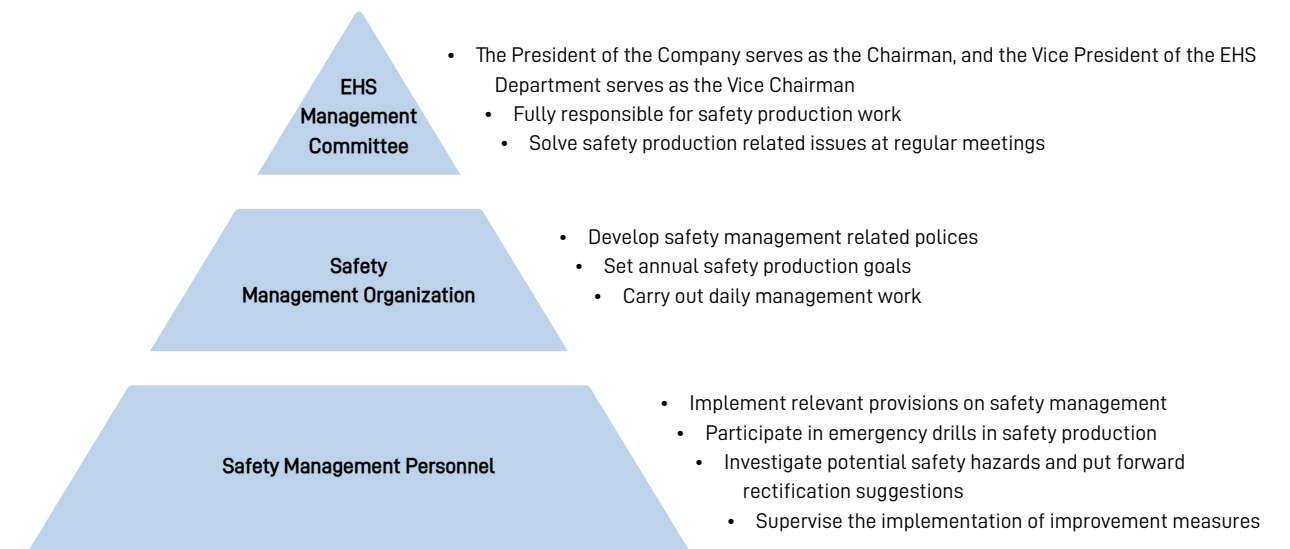 EHS
Management
Committee
• The President of the Company serves as the Chairman, and the Vice President of the EHS
Department serves as the Vice Chairman
• Fully responsible for safety production work
• Solve safety production related issues at regular meetings
Safety
Management Organization
• Develop safety management related polices
• Set annual safety production goals
• Carry out daily management work
Safety Management Personnel
• Implement relevant provisions on safety management
• Participate in emergency drills in safety production
• Investigate potential safety hazards and put forward
rectification suggestions
• Supervise the implementation of improvement measures